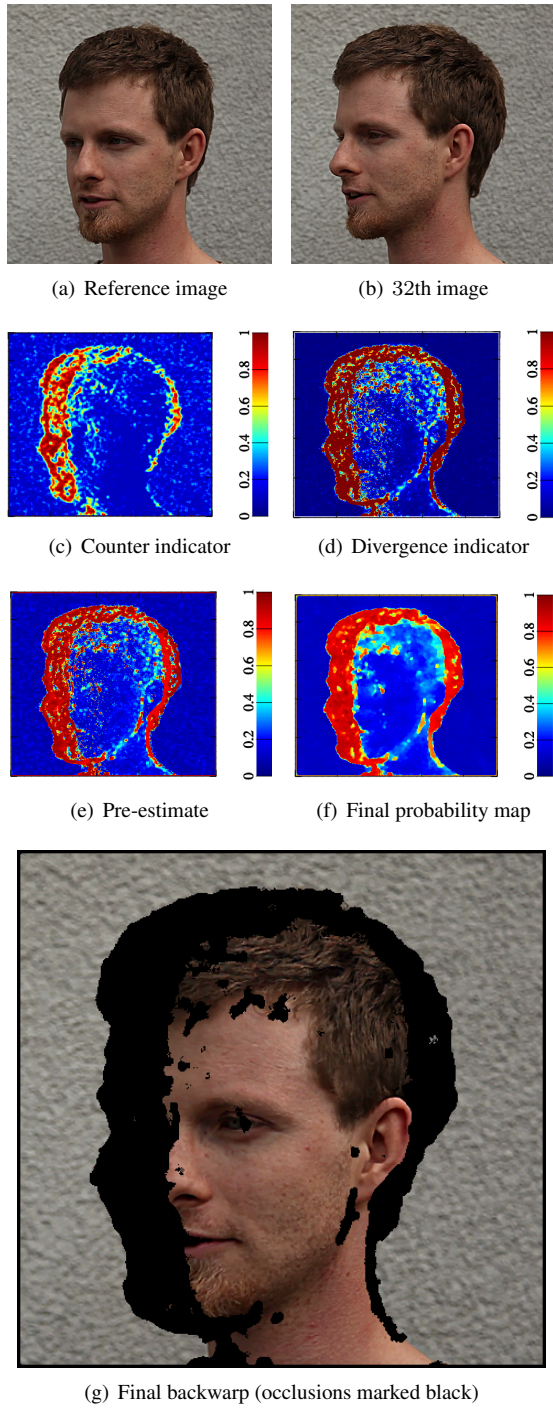 (a) Reference image
(b) 32th image
0 0.2 0.4 0.6 0.8 1
0 0.2 0.4 0.6 0.8 1
(c) Counter indicator
(d) Divergence indicator
0 0.2 0.4 0.6 0.8 1
0 0.2 0.4 0.6 0.8 1
(e) Pre-estimate
(f) Final probability map
(g) Final backwarp (occlusions marked black)